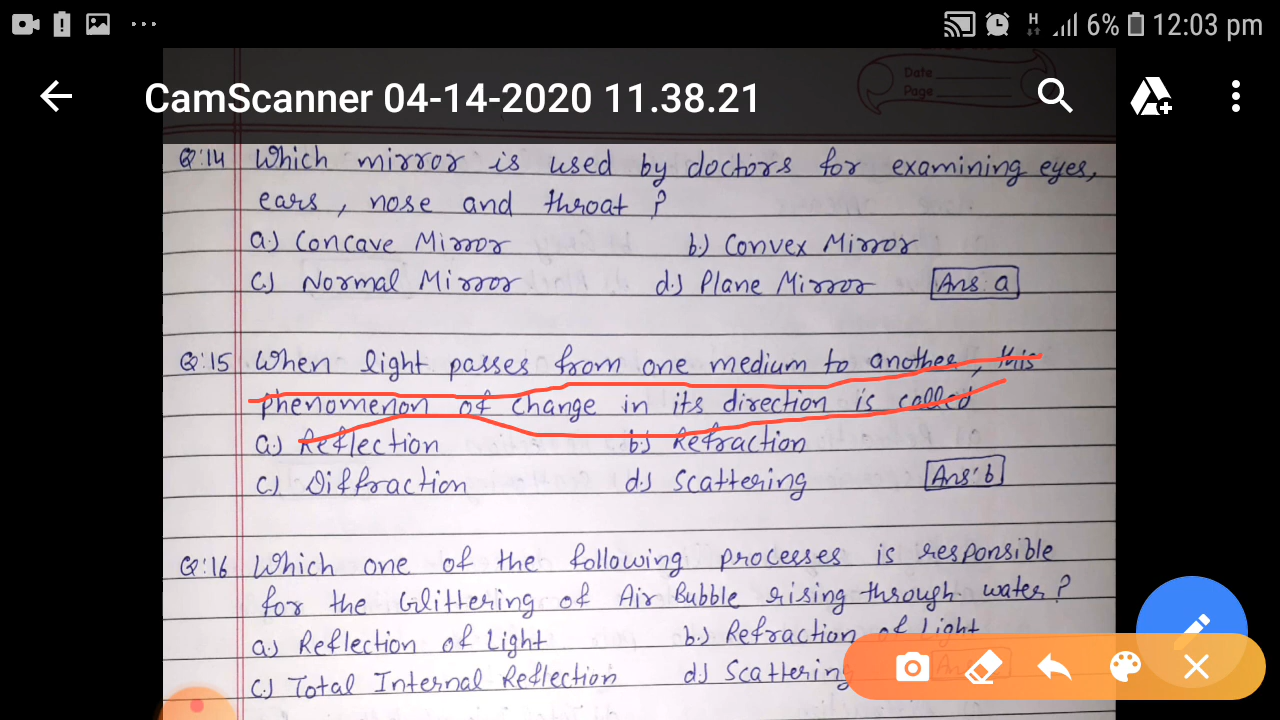 6% 12:03 pm
CamScanner 04-14-2020 11.38.21
Date
Page
Q:14 Which mirror is used by doctors for examining eyes,
ears, nose and throat?
a.) Concave Mirror b.) Convex Mirror
c.) Normal Mirror d.) Plane Mirror Ans: a
Q:15 When light passes from one medium to another, this
phenomenon of change in its direction is called
a.) Reflection b.) Refraction
c.) Diffraction d.) Scattering Ans: b
Q:16 Which one of the following processes is responsible
for the Glittering of Air Bubble rising through water?
a.) Reflection of Light b.) Refraction of Light
c.) Total Internal Reflection d.) Scattering